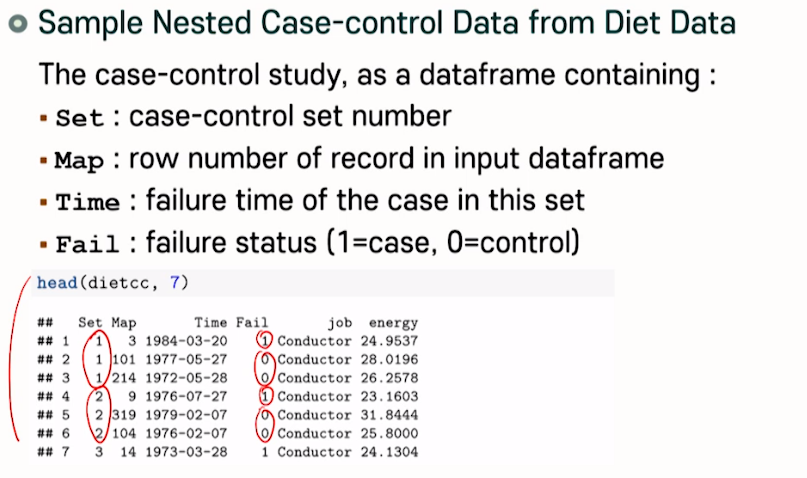 Sample Nested Case-control Data from Diet Data
The case-control study, as a dataframe containing :
▪ Set : case-control set number
▪ Map : row number of record in input dataframe
▪ Time : failure time of the case in this set
▪ Fail : failure status (1=case, 0=control)
head(dietcc, 7)
## Set Map Time Fail job energy
## 1 1 3 1984-03-20 1 Conductor 24.9537
## 2 1 101 1977-05-27 0 Conductor 28.0196
## 3 1 214 1972-05-28 0 Conductor 26.2578
## 4 2 9 1976-07-27 1 Conductor 23.1603
## 5 2 319 1979-02-07 0 Conductor 31.8444
## 6 2 104 1976-02-07 0 Conductor 25.8000
## 7 3 14 1973-03-28 1 Conductor 24.1304